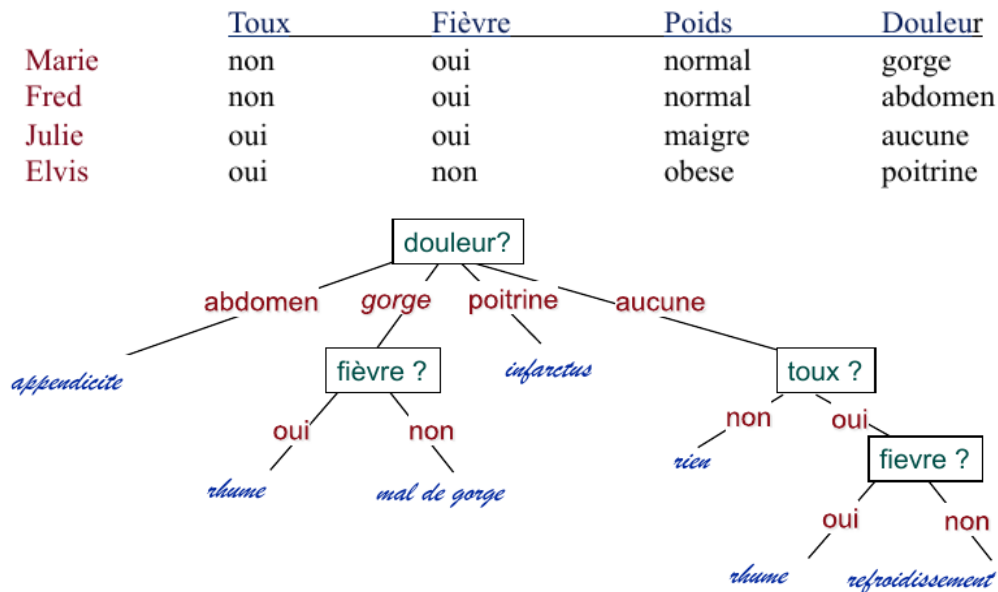 Toux Fièvre Poids Douleur
Marie non oui normal gorge
Fred non oui normal abdomen
Julie oui oui maigre aucune
Elvis oui non obese poitrine
douleur?
abdomen gorge poitrine aucune
appendicite fièvre ? infarctus toux ?
oui non non oui
rhume mal de gorge rien fievre ?
oui non
rhume refroidissement